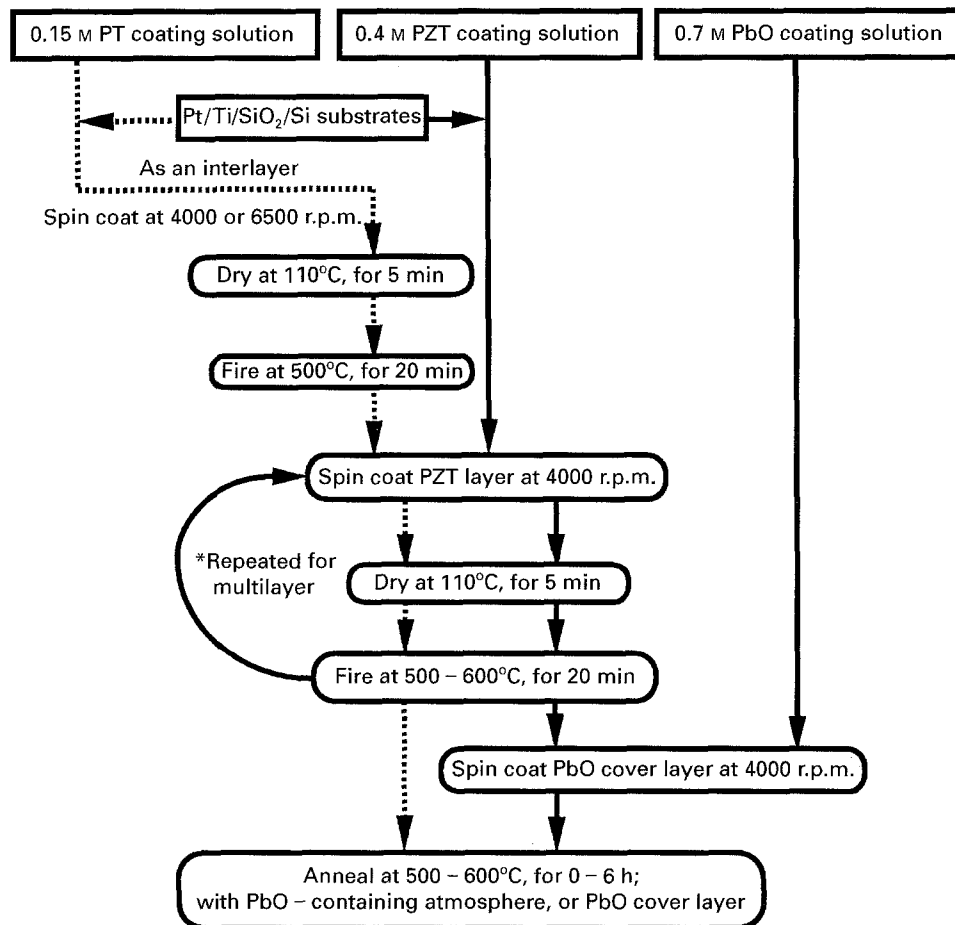 0.15 M PT coating solution
0.4 M PZT coating solution
0.7 M PbO coating solution
Pt/Ti/SiO₂/Si substrates
As an interlayer
Spin coat at 4000 or 6500 r.p.m.
Dry at 110°C, for 5 min
Fire at 500°C, for 20 min
Spin coat PZT layer at 4000 r.p.m.
*Repeated for
multilayer
Dry at 110°C, for 5 min
Fire at 500 – 600°C, for 20 min
Spin coat PbO cover layer at 4000 r.p.m.
Anneal at 500 – 600°C, for 0 – 6 h;
with PbO – containing atmosphere, or PbO cover layer